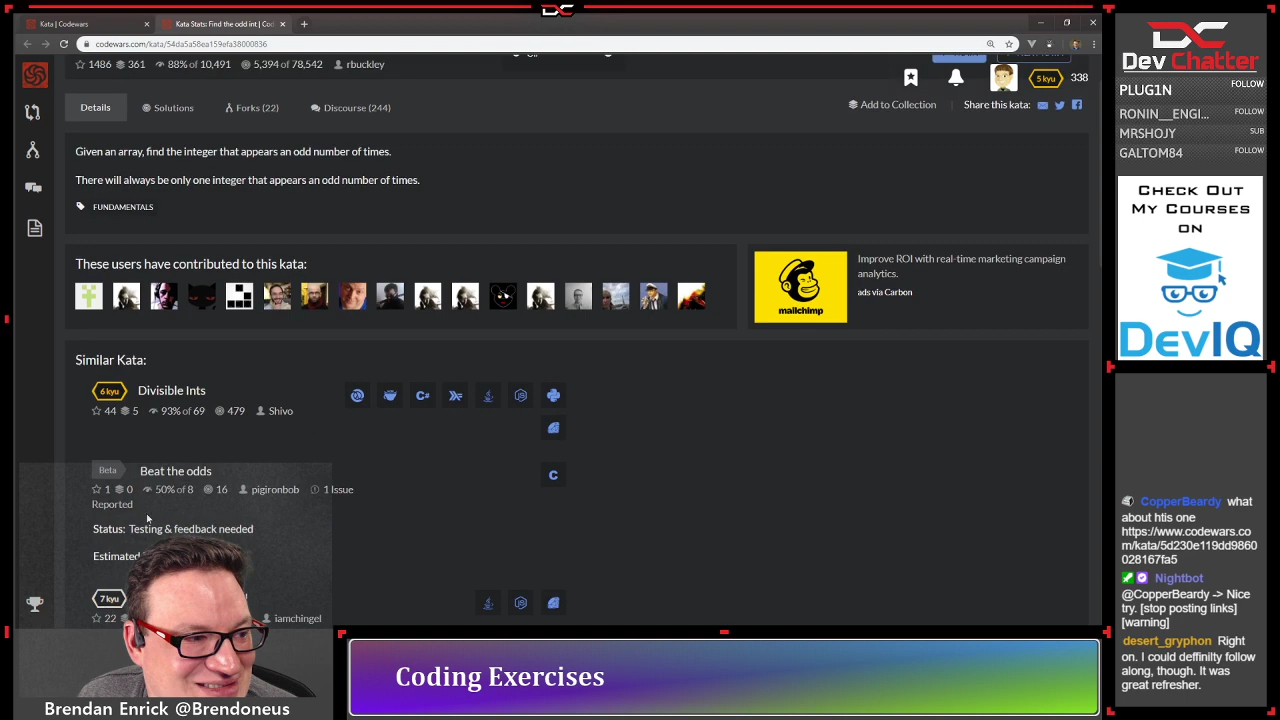 Kata | Codewars
Kata Stats: Find the odd int | Cod
codewars.com/kata/54da5a58ea159efa38000836
1486 361 88% of 10,491 5,394 of 78,542 rbuckley
5 kyu 338
Details Solutions Forks (22) Discourse (244) Add to Collection Share this kata:
Given an array, find the integer that appears an odd number of times.
There will always be only one integer that appears an odd number of times.
FUNDAMENTALS
These users have contributed to this kata:
mailchimp
Improve ROI with real-time marketing campaign
analytics.
ads via Carbon
Similar Kata:
6 kyu Divisible Ints
44 5 93% of 69 479 Shivo
C#
Beta Beat the odds
1 0 50% of 8 16 pigironbob 1 Issue
Reported
C
Status: Testing & feedback needed
Estimated
7 kyu
22 iamchingel
Brendan Enrick @Brendoneus
Coding Exercises
DC
DC
Dev Chatter
PLUG1N FOLLOW
RONIN__ENGI... FOLLOW
MRSHOJY SUB
GALTOM84 FOLLOW
CHECK OUT
MY COURSES
ON
DevIQ
CopperBeardy what
about htis one
https://www.codewars.co
m/kata/5d230e119dd9860
028167fa5
Nightbot
@CopperBeardy -> Nice
try. [stop posting links]
[warning]
desert_gryphon Right
on. I could deffinilty follow
along, though. It was
great refresher.